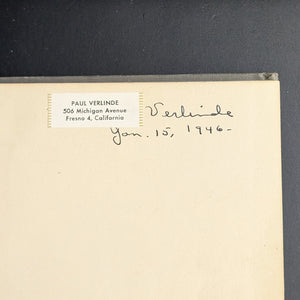 PAUL VERLINDE
506 Michigan Avenue
Fresno 4, California
Verlinde
Jan. 15, 1946-